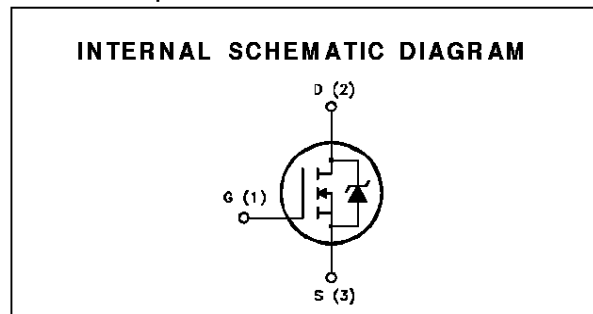 INTERNAL SCHEMATIC DIAGRAM
D (2)
G (1)
S (3)